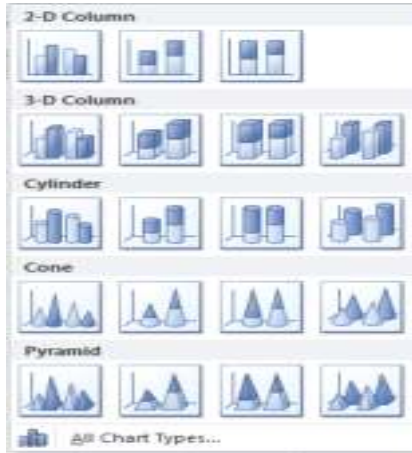 2-D Column
3-D Column
Cylinder
Cone
Pyramid
All Chart Types...